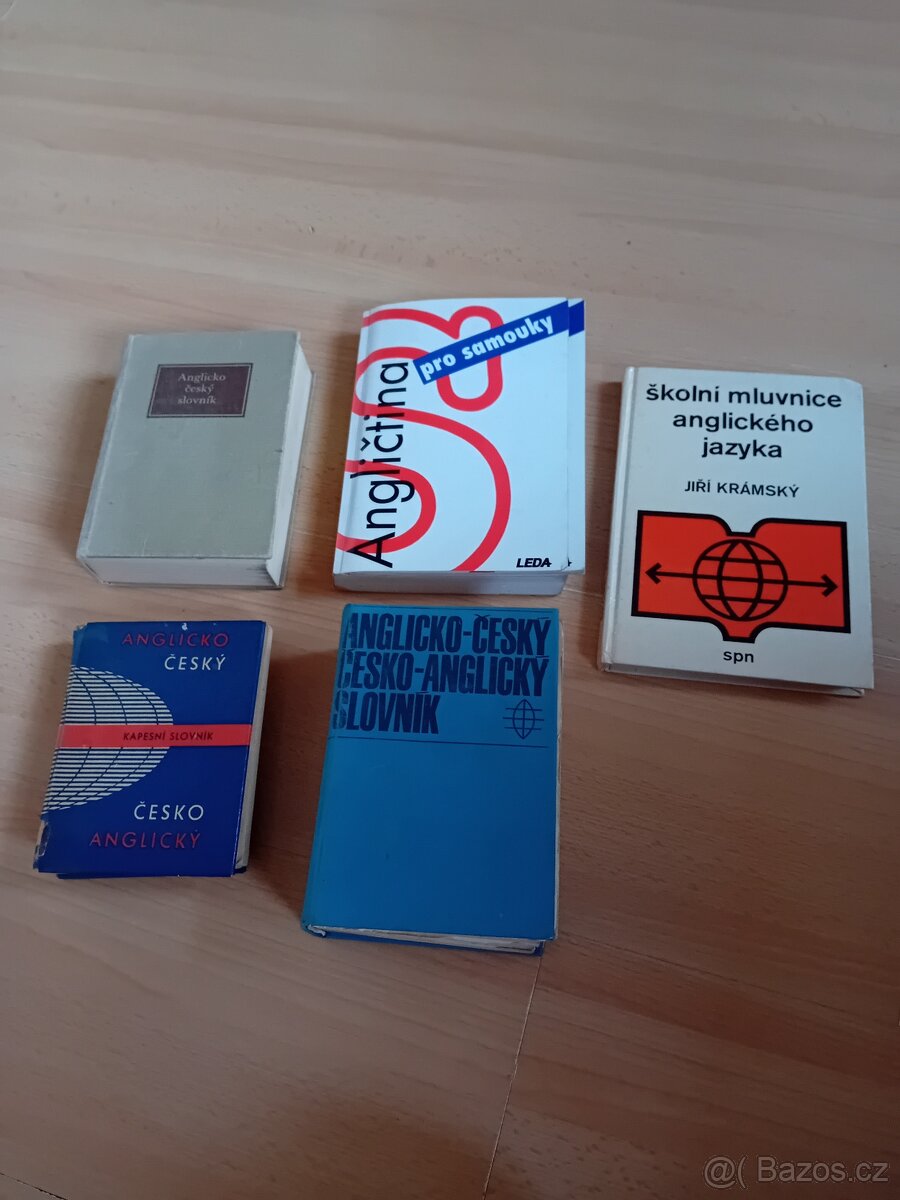 Anglicko
český
slovník
Angličtina
pro samouky
LEDA
školní mluvnice
anglického
jazyka
JIŘÍ KRÁMSKÝ
spn
ANGLICKO
ČESKÝ
KAPESNÍ SLOVNÍK
ČESKO
ANGLICKÝ
ANGLICKO-ČESKÝ
ČESKO-ANGLICKÝ
SLOVNÍK
@( Bazos.cz